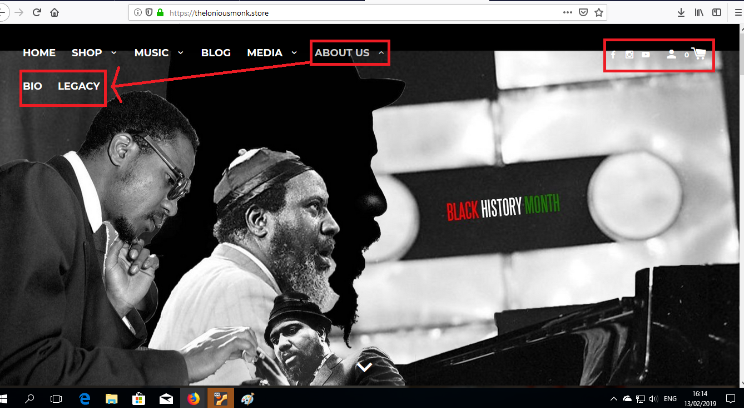 https://theloniousmonk.store
HOME SHOP MUSIC BLOG MEDIA ABOUT US
0
BIO LEGACY
BLACK HISTORY MONTH
ENG
16:14
13/02/2019